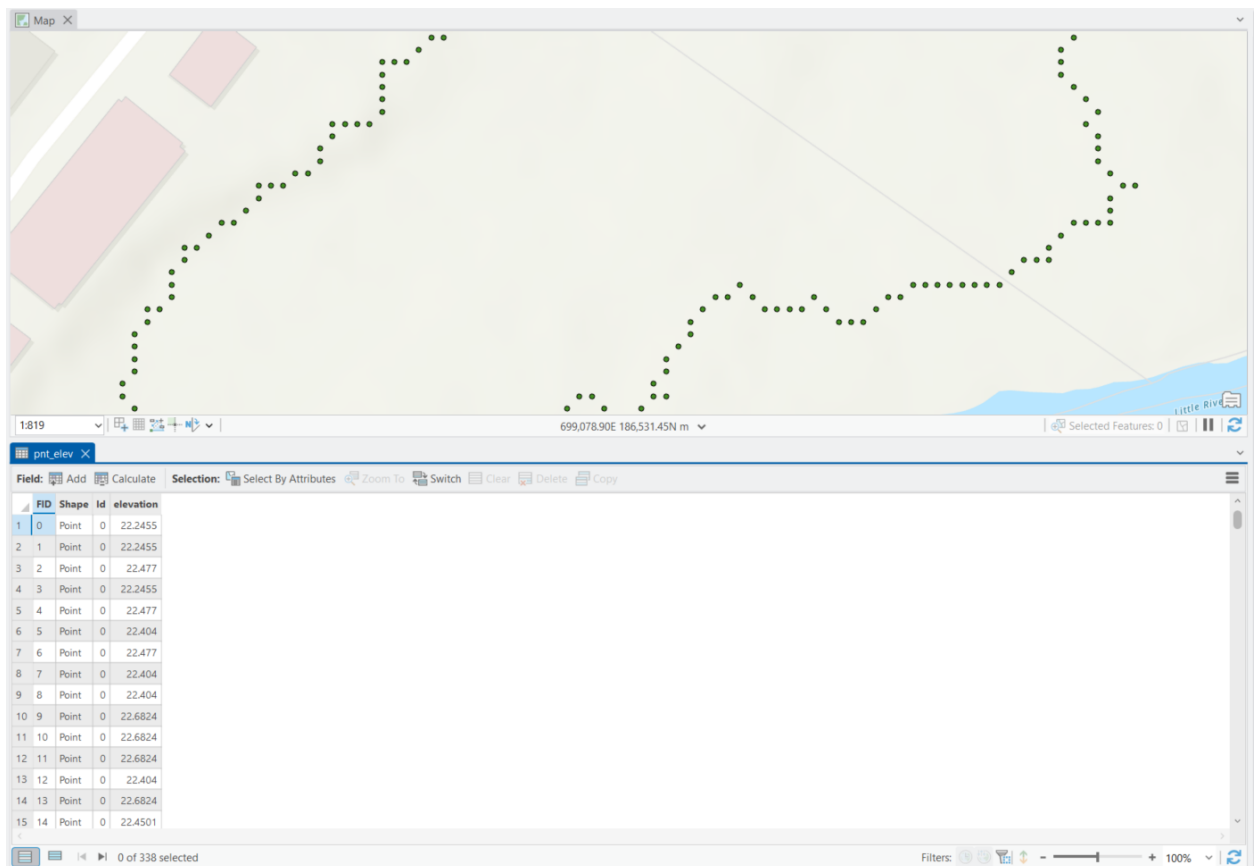 Map
Little Rive
1:819
699,078.90E 186,531.45N m
Selected Features: 0
pnt_elev
Field: Add Calculate Selection: Select By Attributes Zoom To Switch Clear Delete Copy
FID Shape Id elevation
1 0 Point 0 22.2455
2 1 Point 0 22.2455
3 2 Point 0 22.477
4 3 Point 0 22.2455
5 4 Point 0 22.477
6 5 Point 0 22.404
7 6 Point 0 22.477
8 7 Point 0 22.404
9 8 Point 0 22.404
10 9 Point 0 22.6824
11 10 Point 0 22.6824
12 11 Point 0 22.6824
13 12 Point 0 22.404
14 13 Point 0 22.6824
15 14 Point 0 22.4501
0 of 338 selected
Filters: - + 100%